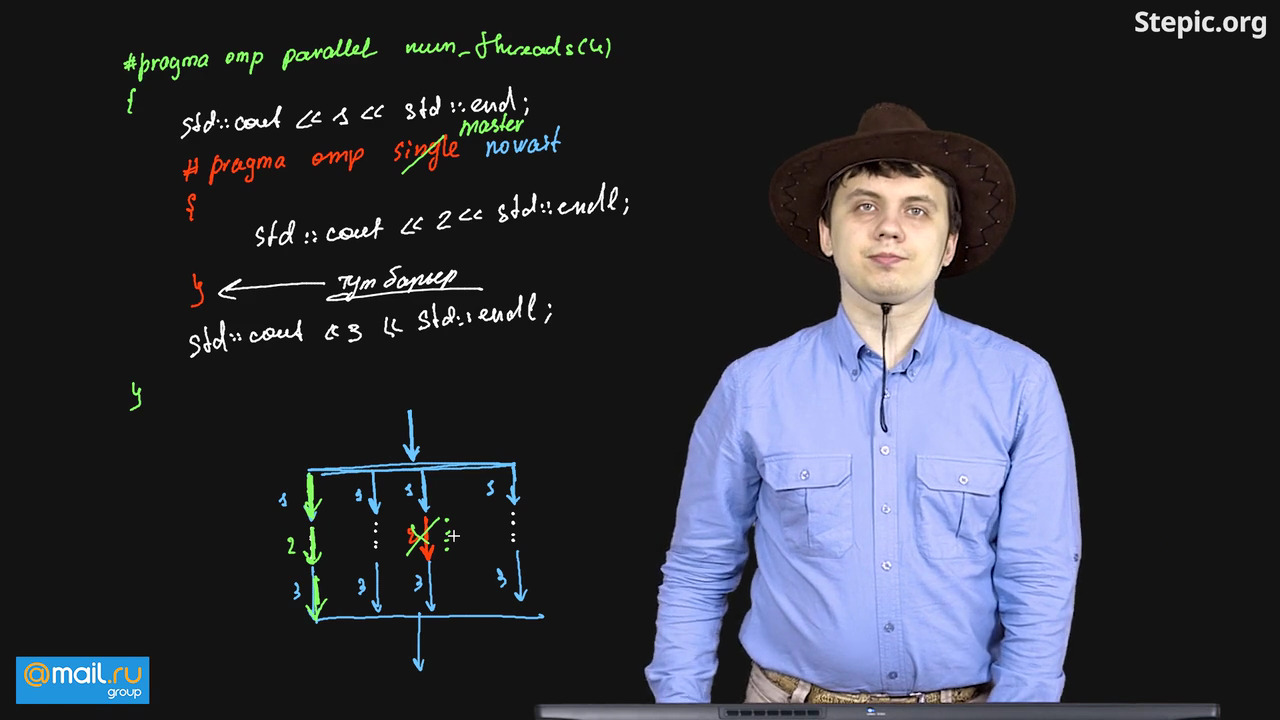 Stepic.org
#pragma omp parallel num_threads(4)
{
std::cout << 1 << std::end;
master
# pragma omp single nowait
{
std::cout << 2 << std::endl;
} тут барьер
std::cout << 3 << std::endl;
}
1 1 1 1
2 2
3 3 3 3
@mail.ru
group